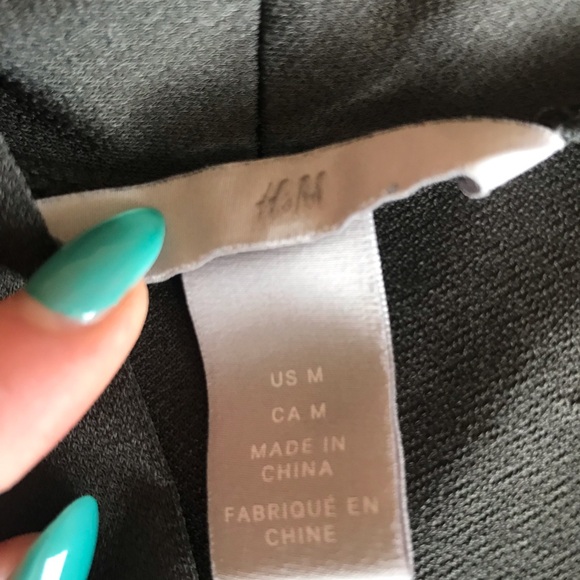 H&M
US M
CA M
MADE IN
CHINA
FABRIQUÉ EN
CHINE